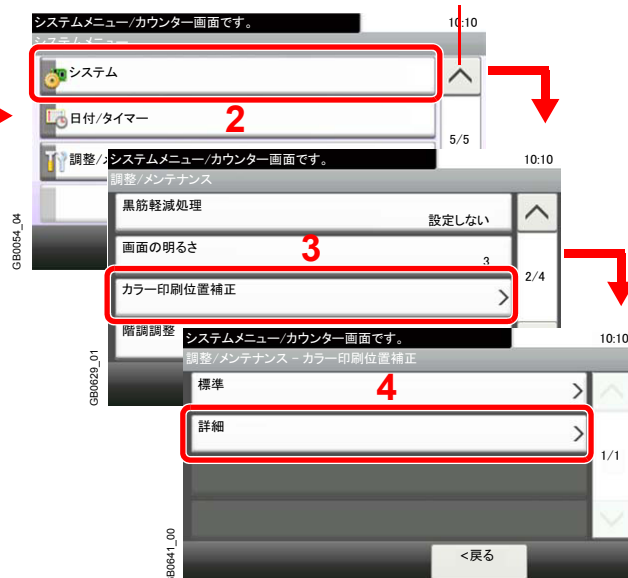 システムメニュー/カウンター画面です。
10:10
システムメニュー
システム
日付/タイマー
2
5/5
調整/
GB0054_04
システムメニュー/カウンター画面です。
10:10
調整/メンテナンス
黒筋軽減処理
設定しない
画面の明るさ
3
3
2/4
カラー印刷位置補正
階調調整
GB0629_01
システムメニュー/カウンター画面です。
10:10
調整/メンテナンス - カラー印刷位置補正
標準
4
詳細
1/1
<戻る
GB0641_00